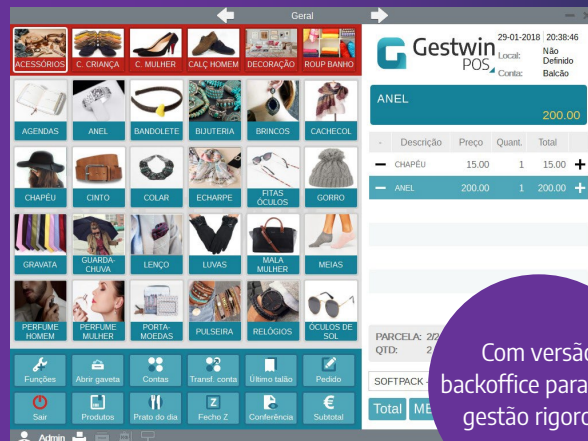 Geral
ACESSÓRIOS
C. CRIANÇA
C. MULHER
CALÇ HOMEM
DECORAÇÃO
ROUP BANHO
AGENDAS
ANEL
BANDOLETE
BIJUTERIA
BRINCOS
CACHECOL
CHAPÉU
CINTO
COLAR
ECHARPE
FITAS
ÓCULOS
GORRO
GRAVATA
GUARDA-
CHUVA
LENÇO
LUVAS
MALA
MULHER
MEIAS
PERFUME
HOMEM
PERFUME
MULHER
PORTA-
MOEDAS
PULSEIRA
RELÓGIOS
ÓCULOS DE
SOL
Funções
Abrir gaveta
Contas
Transf. conta
Último talão
Pedido
Sair
Produtos
Prato do dia
Z
Fecho Z
Conferência
€
Subtotal
Admin
Gestwin
POS
29-01-2018 20:38:46
Local: Não Definido
Conta: Balcão
ANEL
200.00
- Descrição Preço Quant. Total
CHAPÉU 15.00 1 15.00 +
ANEL 200.00 1 200.00 +
PARCELA: 2/2
QTD: 2
SOFTPACK -
Total
Com versão
backoffice para
gestão rigoro